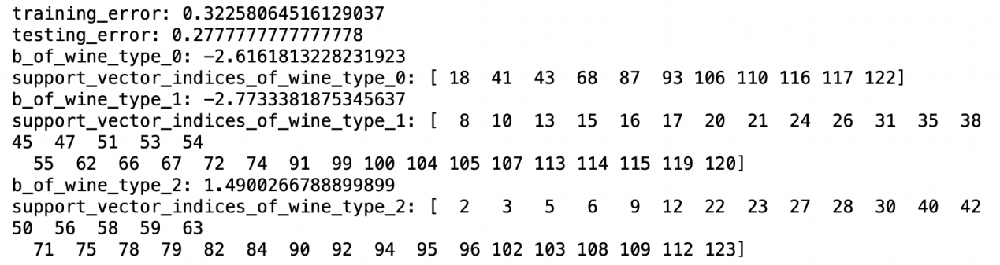 training_error: 0.32258064516129037
testing_error: 0.2777777777777778
b_of_wine_type_0: -2.6161813228231923
support_vector_indices_of_wine_type_0: [ 18  41  43  68  87  93 106 110 116 117 122]
b_of_wine_type_1: -2.7733381875345637
support_vector_indices_of_wine_type_1: [  8  10  13  15  16  17  20  21  24  26  31  35  38
45  47  51  53  54
  55  62  66  67  72  74  91  99 100 104 105 107 113 114 115 119 120]
b_of_wine_type_2: 1.4900266788899899
support_vector_indices_of_wine_type_2: [  2   3   5   6   9  12  22  23  27  28  30  40  42
50  56  58  59  63
  71  75  78  79  82  84  90  92  94  95  96 102 103 108 109 112 123]